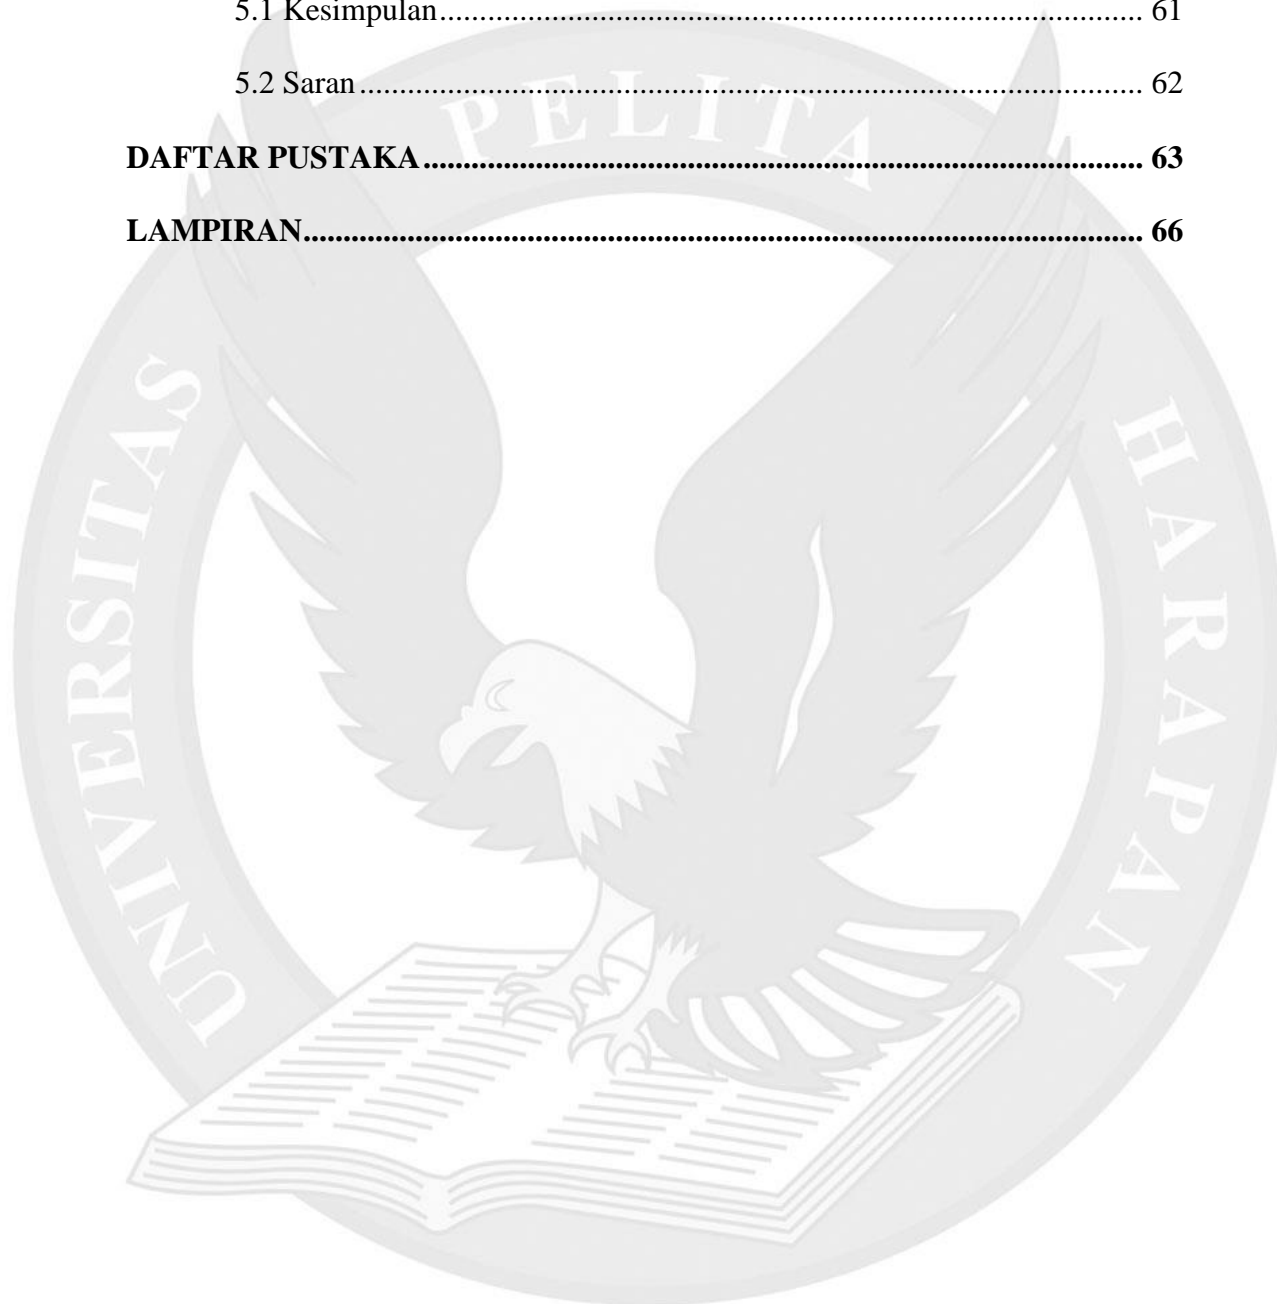 5.1 Kesimpulan.......................................................................................... 61
5.2 Saran.................................................................................................... 62
DAFTAR PUSTAKA........................................................................................... 63
LAMPIRAN.......................................................................................................... 66
UNIVERSITAS PELITA HARAPAN